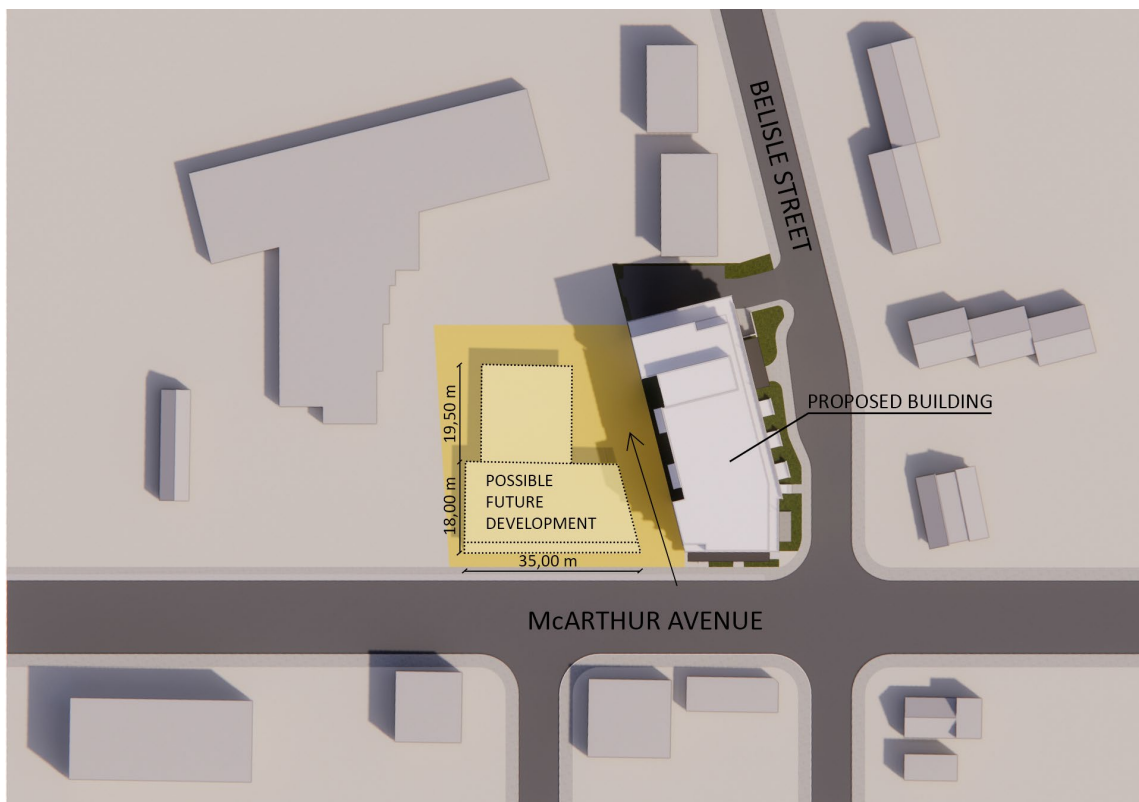 BELISLE STREET
PROPOSED BUILDING
19,50 m
18,00 m
POSSIBLE
FUTURE
DEVELOPMENT
35,00 m
McARTHUR AVENUE